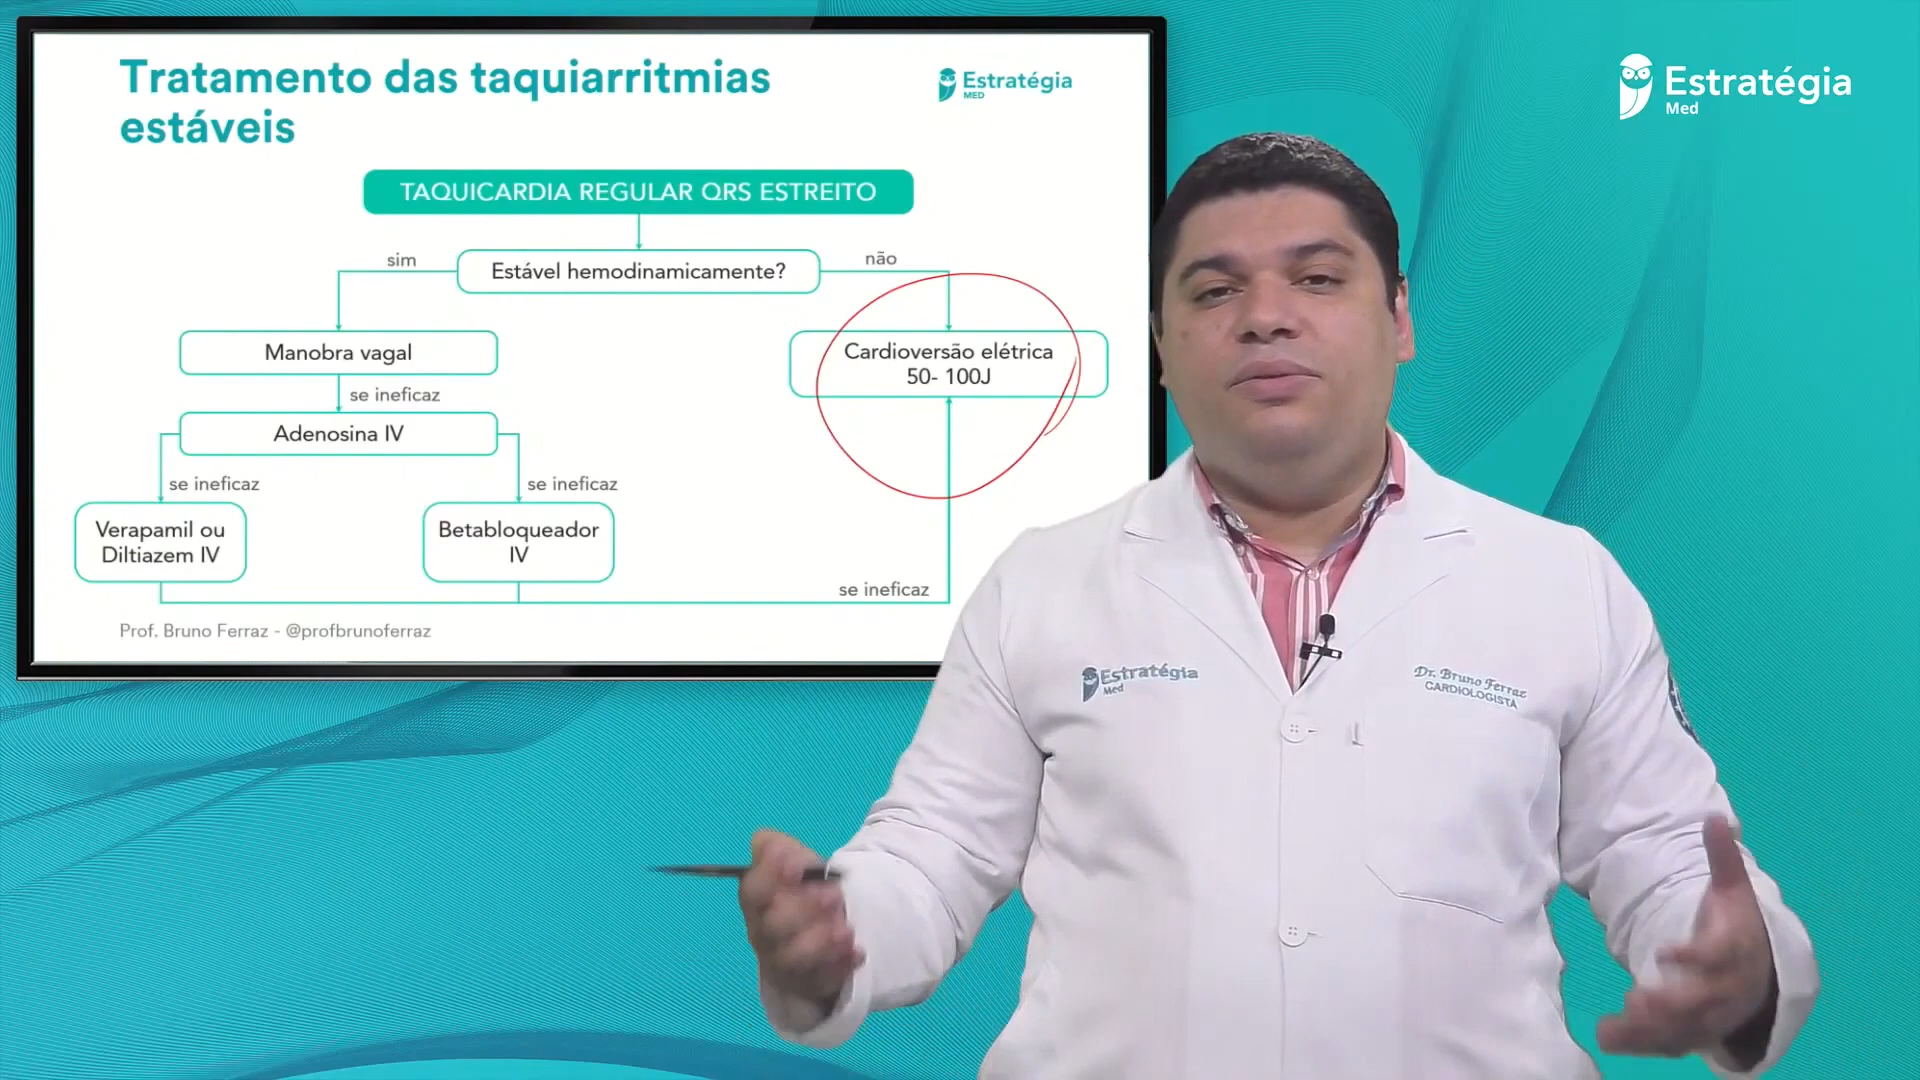 Tratamento das taquiarritmias
estáveis
Estratégia
MED
TAQUICARDIA REGULAR QRS ESTREITO
sim
Estável hemodinamicamente?
não
Manobra vagal
Cardioversão elétrica
50- 100J
se ineficaz
Adenosina IV
se ineficaz
se ineficaz
Verapamil ou
Diltiazem IV
Betabloqueador
IV
se ineficaz
Prof. Bruno Ferraz - @profbrunoferraz
Estratégia
Med
Estratégia
Med
Dr. Bruno Ferraz
CARDIOLOGISTA